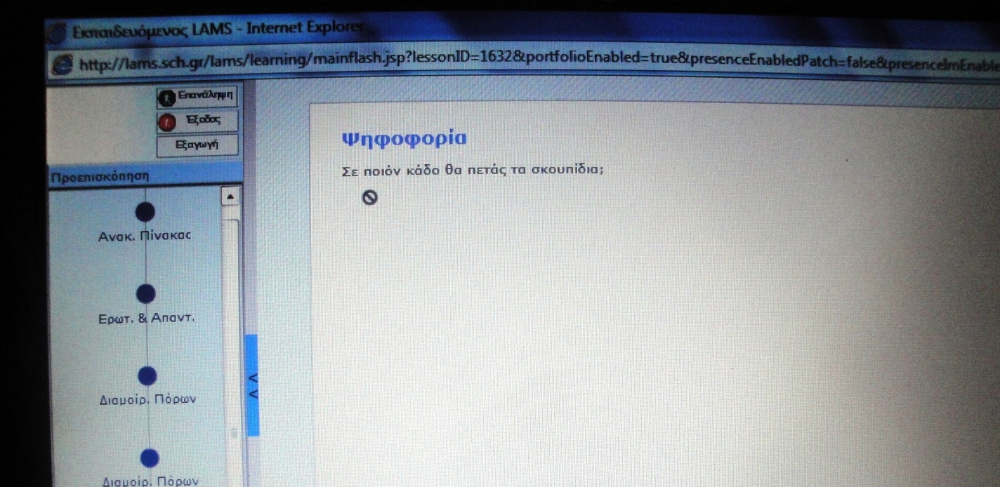 Εκπαιδευόμενος LAMS - Internet Explorer
http://lams.sch.gr/lams/learning/mainflash.jsp?lessonID=1632&portfolioEnabled=true&presenceEnabledPatch=false&presenceImEnable
Επανάληψη
Έξοδος
Εξαγωγή
Προεπισκόπηση
Ανακ. Πίνακας
Ερωτ. & Απαντ.
Διαμοίρ. Πόρων
Διαμοίρ. Πόρων
Ψηφοφορία
Σε ποιόν κάδο θα πετάς τα σκουπίδια;